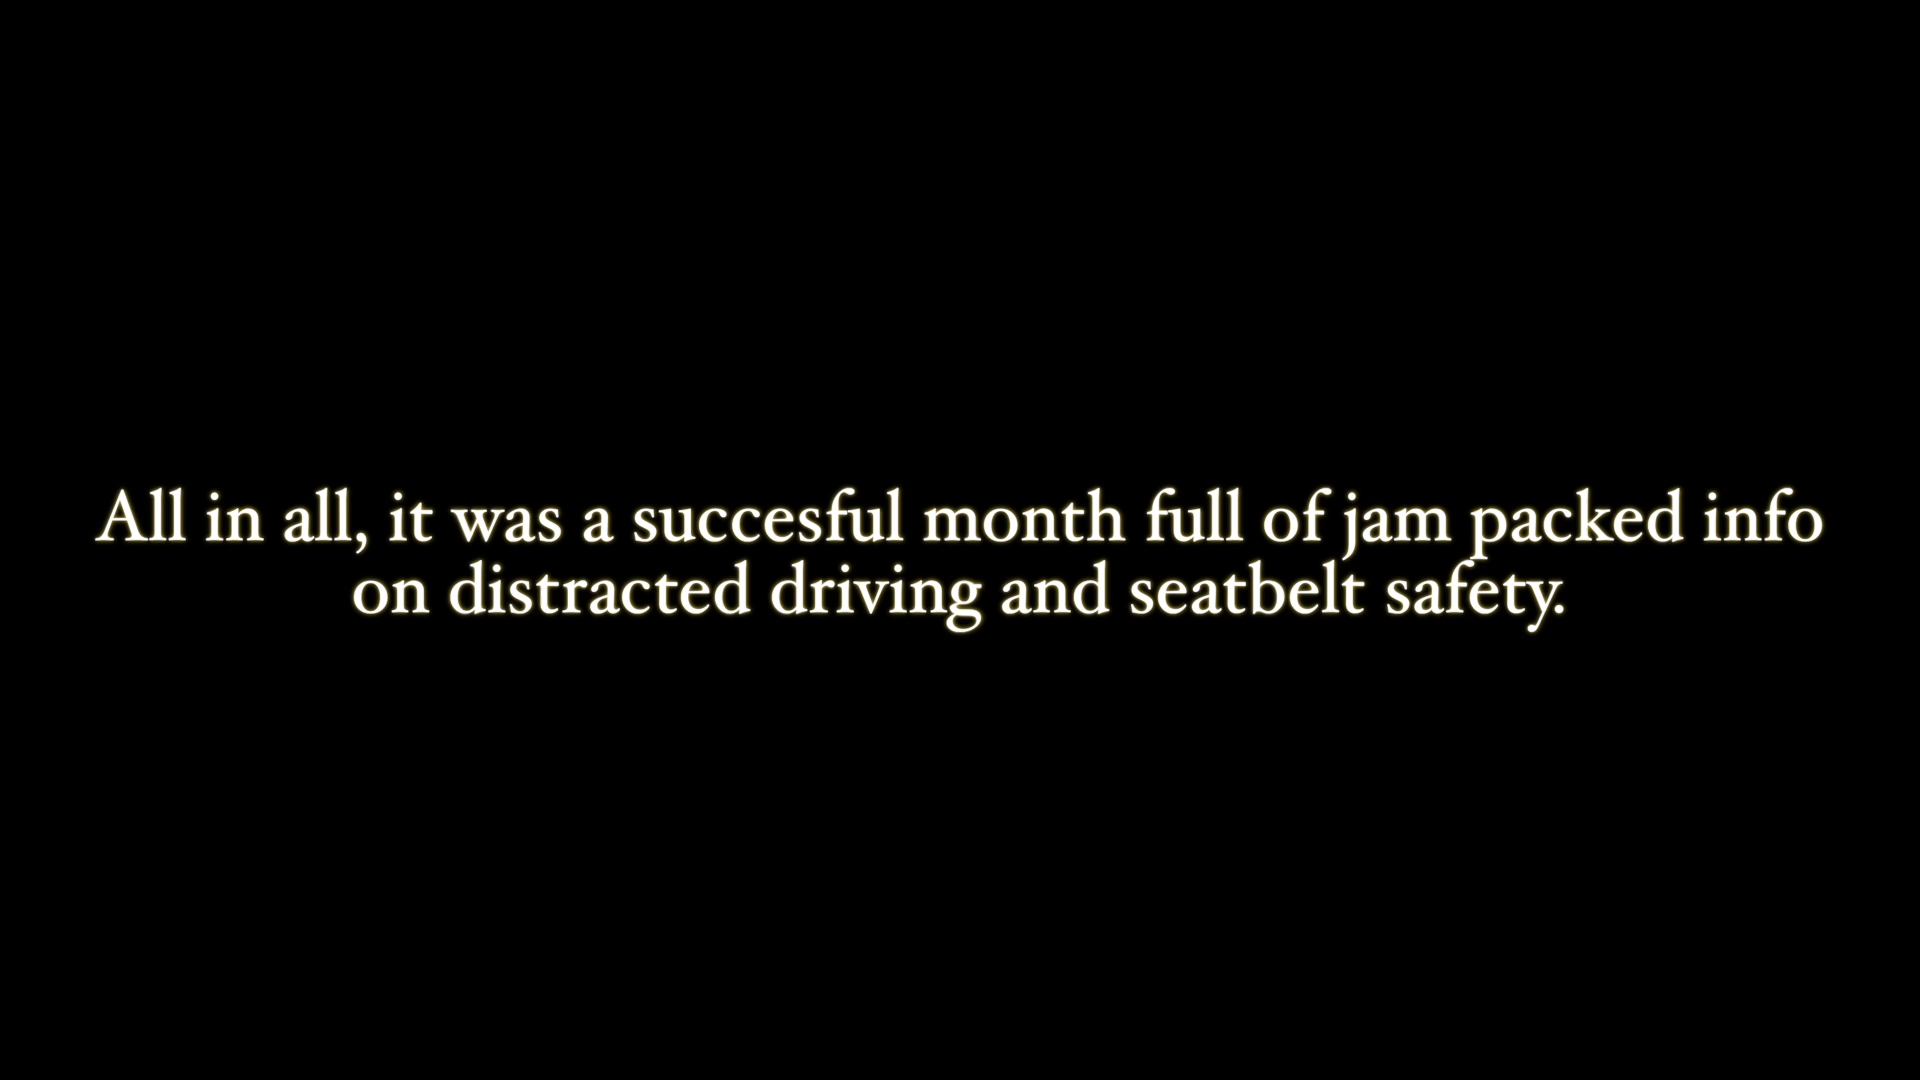 All in all, it was a succesful month full of jam packed info
on distracted driving and seatbelt safety.